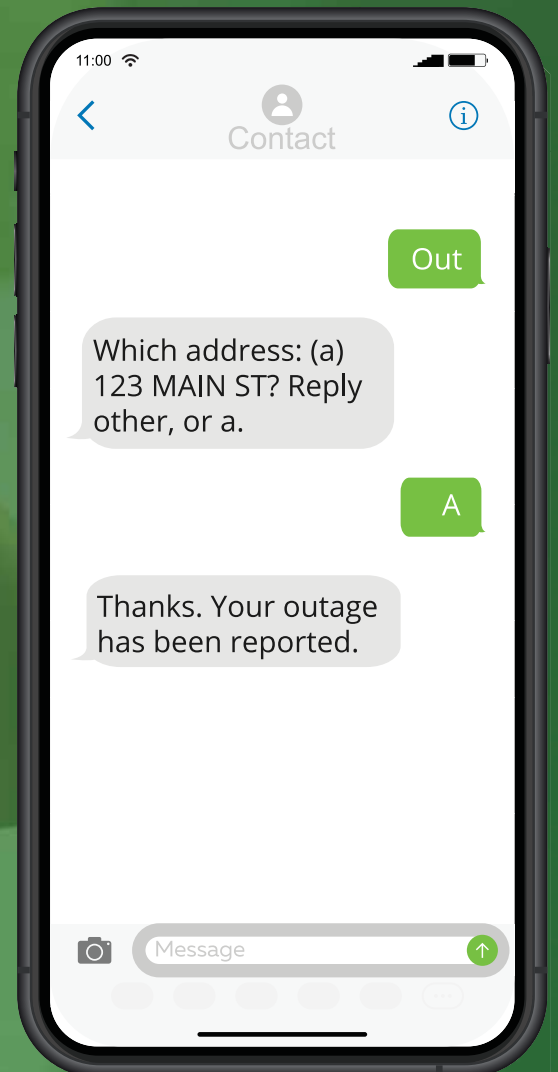 11:00
Contact
Out
Which address: (a)
123 MAIN ST? Reply
other, or a.
A
Thanks. Your outage
has been reported.
Message